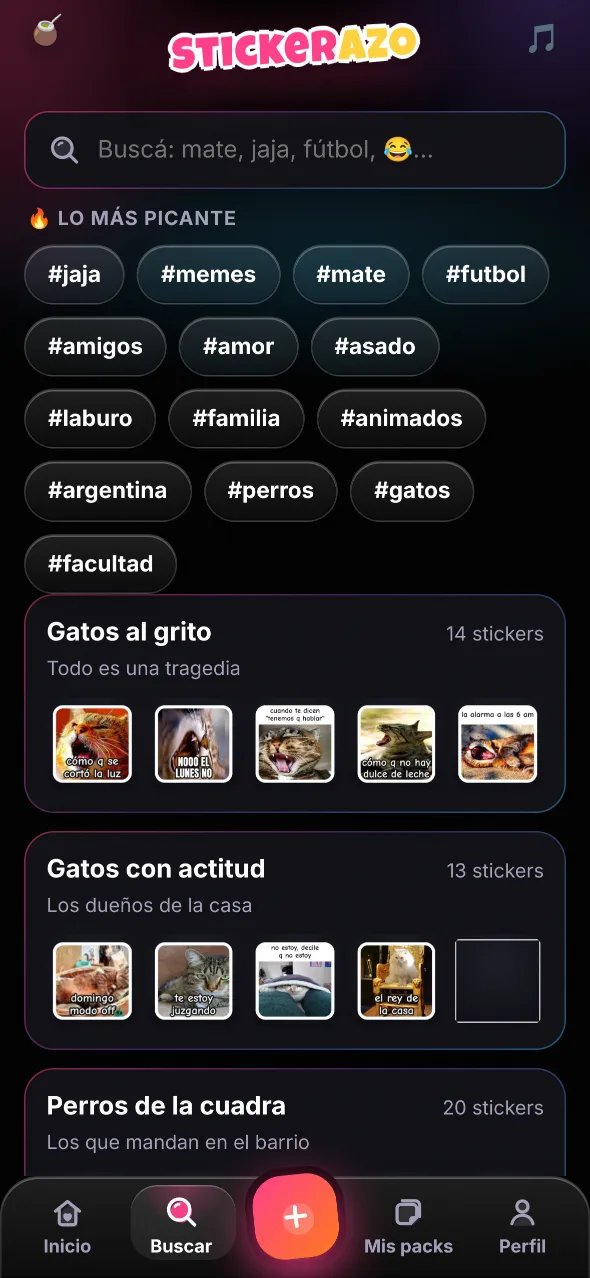 STICKERAZO
Buscá: mate, jaja, fútbol, 😂...
🔥 LO MÁS PICANTE
#jaja #memes #mate #futbol
#amigos #amor #asado
#laburo #familia #animados
#argentina #perros #gatos
#facultad
Gatos al grito 14 stickers
Todo es una tragedia
cómo q se
cortó la luz
NOOO EL
LUNES NO
cuando te dicen
"tenemos q hablar"
cómo q no hay
dulce de leche
la alarma a las 6 am
Gatos con actitud 13 stickers
Los dueños de la casa
domingo
modo off
te estoy
juzgando
no estoy, decile
q no estoy
el rey de
la casa
Perros de la cuadra 20 stickers
Los que mandan en el barrio
Inicio Buscar Mis packs Perfil